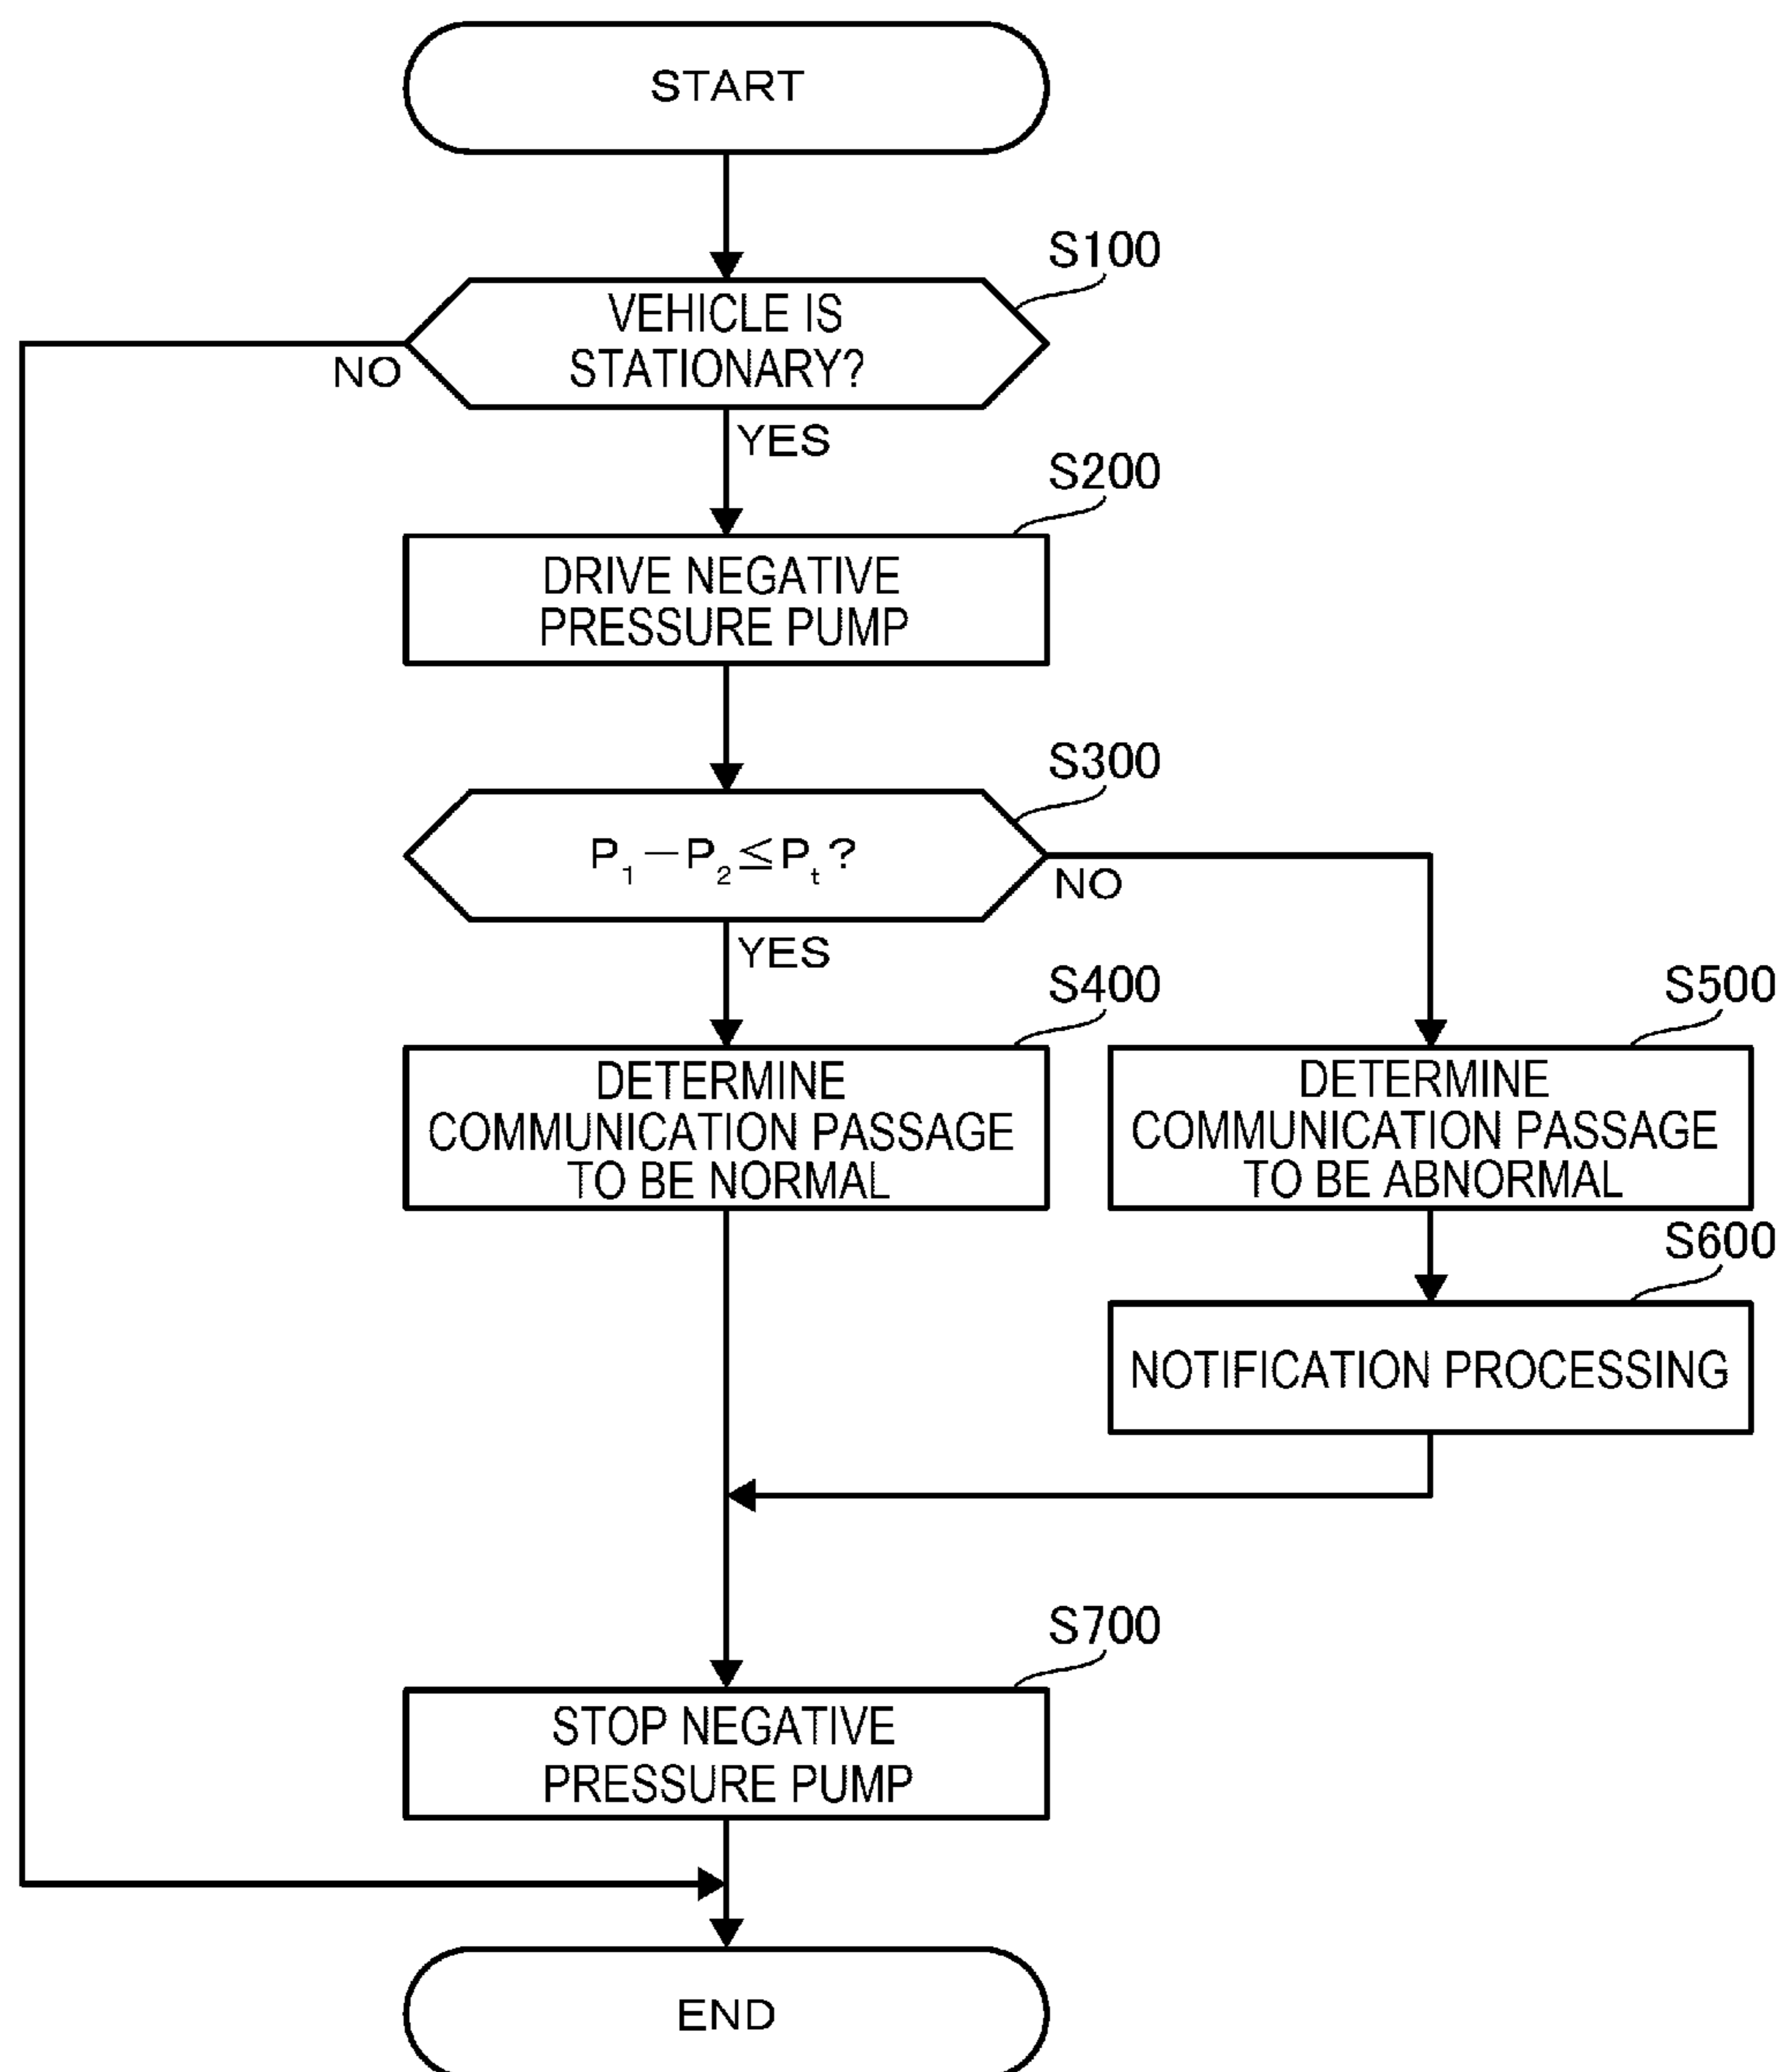 START
S100
VEHICLE IS
STATIONARY?
NO
YES
S200
DRIVE NEGATIVE
PRESSURE PUMP
S300
P₁−P₂≦Pₜ?
NO
YES
S400
DETERMINE
COMMUNICATION PASSAGE
TO BE NORMAL
S500
DETERMINE
COMMUNICATION PASSAGE
TO BE ABNORMAL
S600
NOTIFICATION PROCESSING
S700
STOP NEGATIVE
PRESSURE PUMP
END